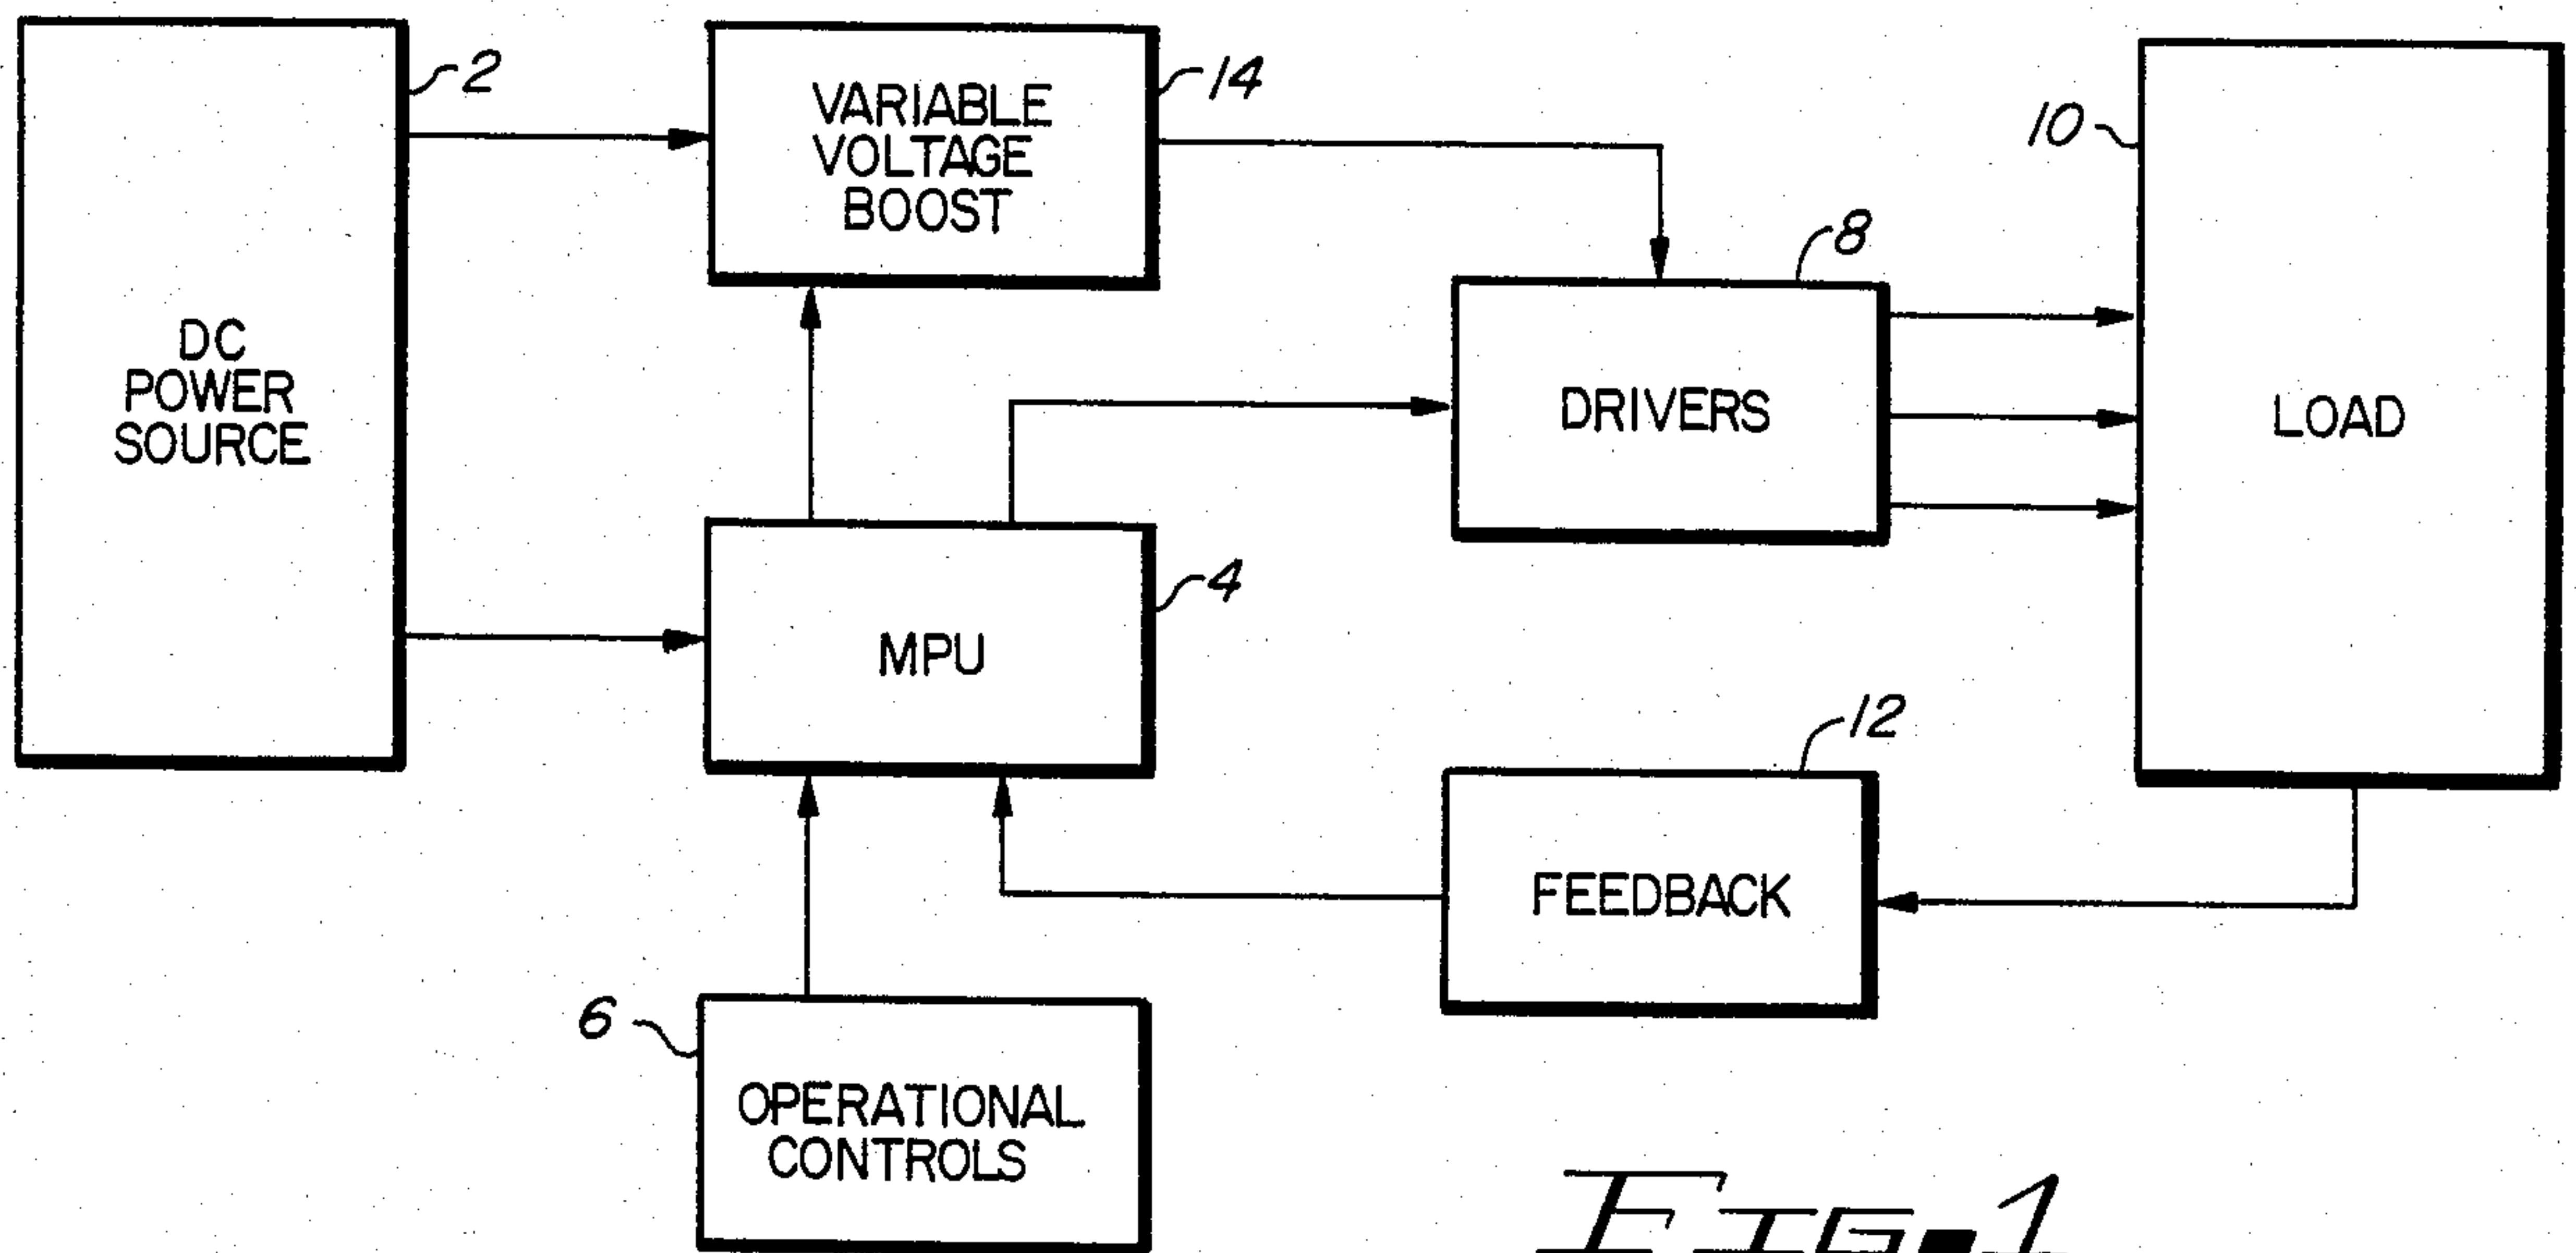 2
14
VARIABLE
VOLTAGE
BOOST
10
8
DC
POWER
SOURCE
DRIVERS
LOAD
4
MPU
12
FEEDBACK
6
OPERATIONAL
CONTROLS
FIG. 1